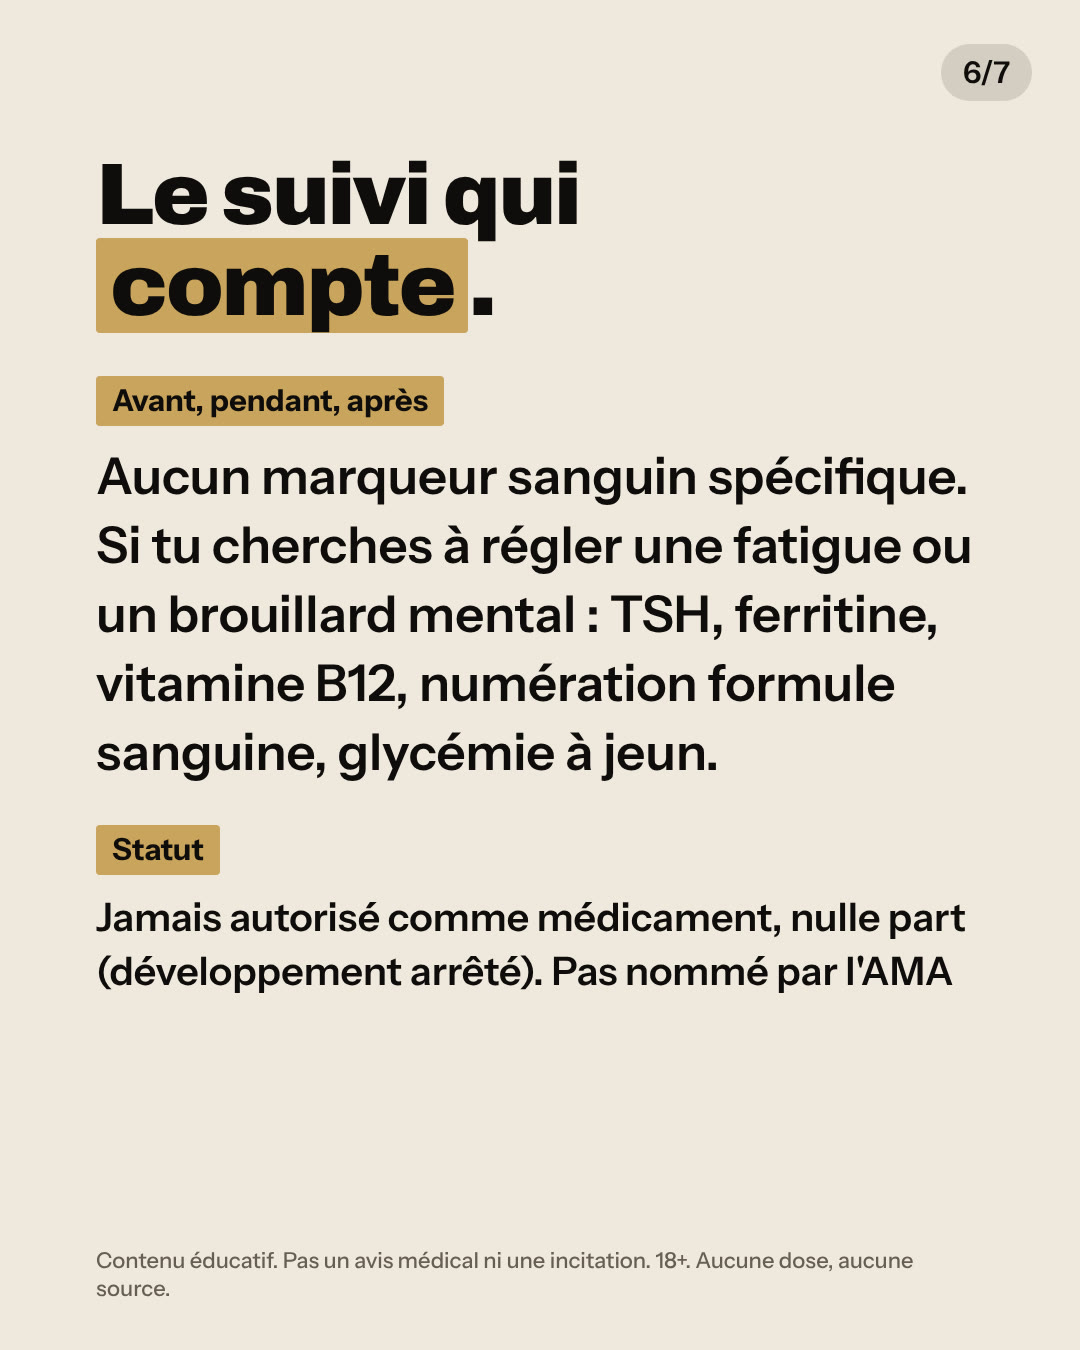 6/7
Le suivi qui
compte.
Avant, pendant, après
Aucun marqueur sanguin spécifique.
Si tu cherches à régler une fatigue ou
un brouillard mental : TSH, ferritine,
vitamine B12, numération formule
sanguine, glycémie à jeun.
Statut
Jamais autorisé comme médicament, nulle part
(développement arrêté). Pas nommé par l'AMA
Contenu éducatif. Pas un avis médical ni une incitation. 18+. Aucune dose, aucune
source.